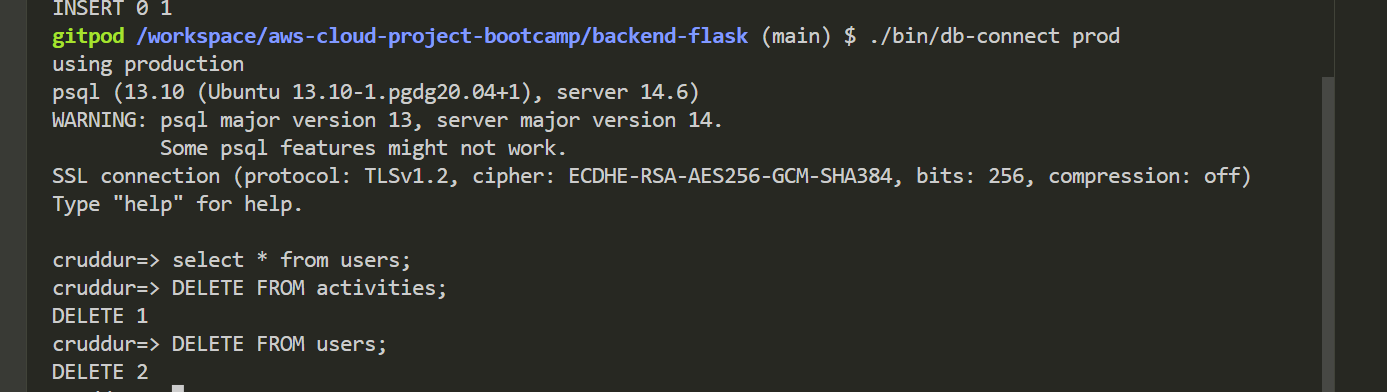 INSERT 0 1
gitpod /workspace/aws-cloud-project-bootcamp/backend-flask (main) $ ./bin/db-connect prod
using production
psql (13.10 (Ubuntu 13.10-1.pgdg20.04+1), server 14.6)
WARNING: psql major version 13, server major version 14.
         Some psql features might not work.
SSL connection (protocol: TLSv1.2, cipher: ECDHE-RSA-AES256-GCM-SHA384, bits: 256, compression: off)
Type "help" for help.

cruddur=> select * from users;
cruddur=> DELETE FROM activities;
DELETE 1
cruddur=> DELETE FROM users;
DELETE 2